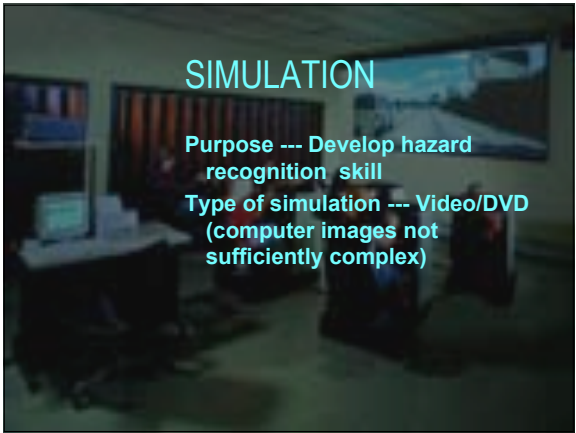 SIMULATION
Purpose --- Develop hazard
recognition skill
Type of simulation --- Video/DVD
(computer images not
sufficiently complex)